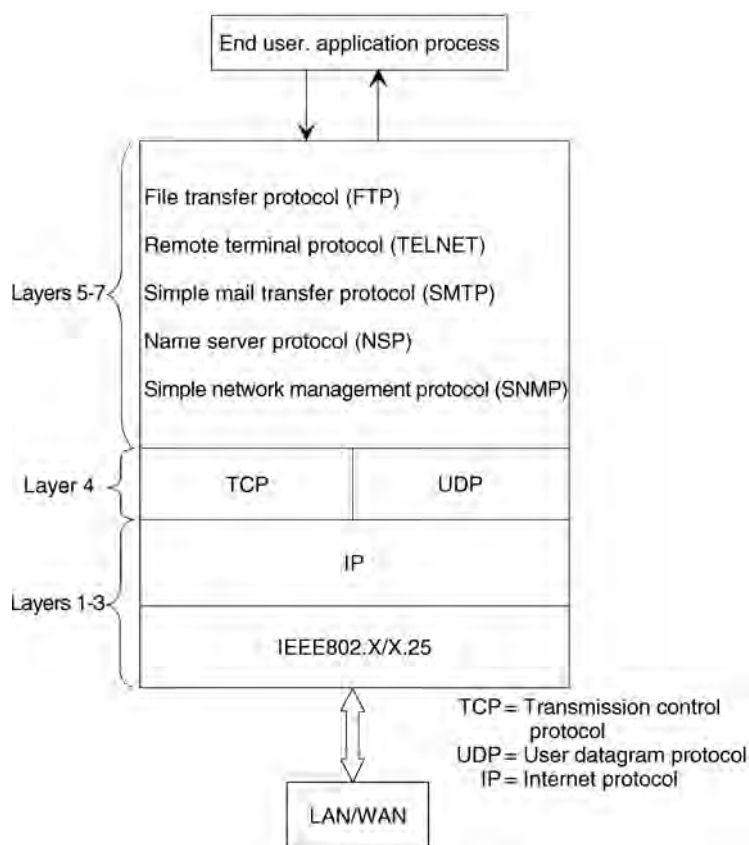 End user. application process
File transfer protocol (FTP)
Remote terminal protocol (TELNET)
Layers 5-7
Simple mail transfer protocol (SMTP)
Name server protocol (NSP)
Simple network management protocol (SNMP)
Layer 4
TCP
UDP
IP
Layers 1-3
IEEE802.X/X.25
TCP = Transmission control
protocol
UDP = User datagram protocol
IP = Internet protocol
LAN/WAN